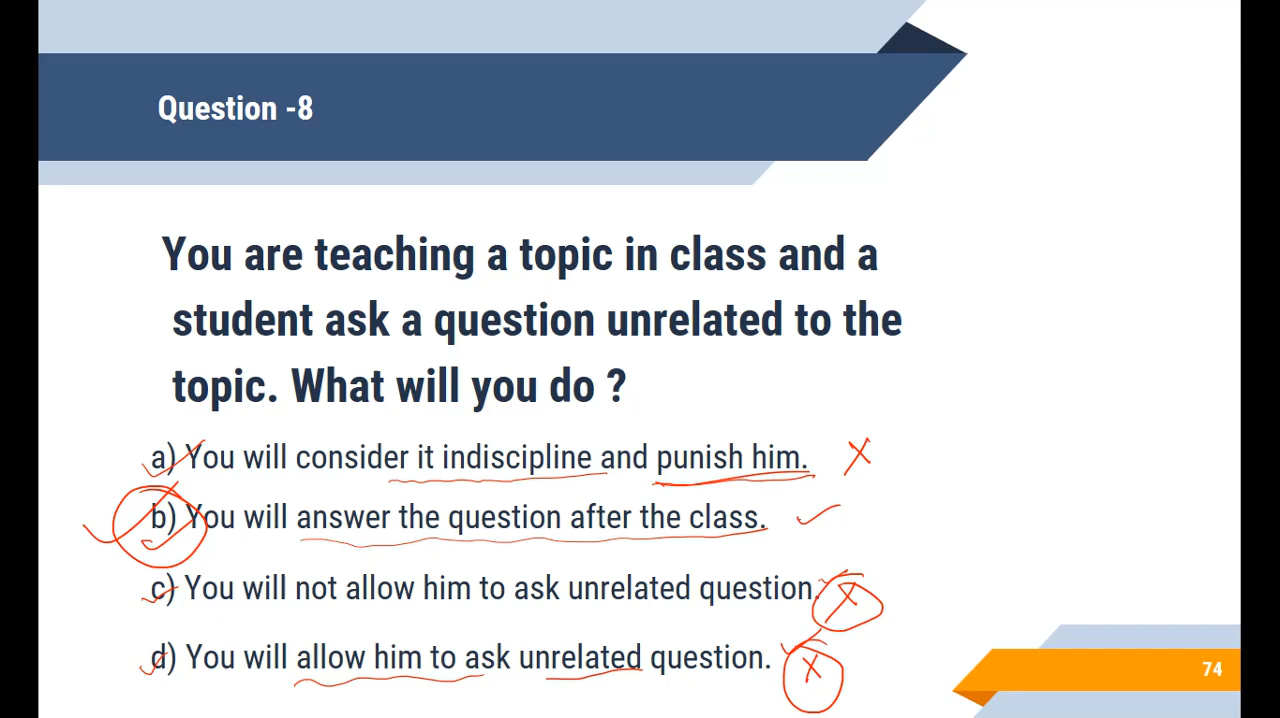 Question -8
You are teaching a topic in class and a
student ask a question unrelated to the
topic. What will you do ?
a) You will consider it indiscipline and punish him.
b) You will answer the question after the class.
c) You will not allow him to ask unrelated question.
d) You will allow him to ask unrelated question.
74